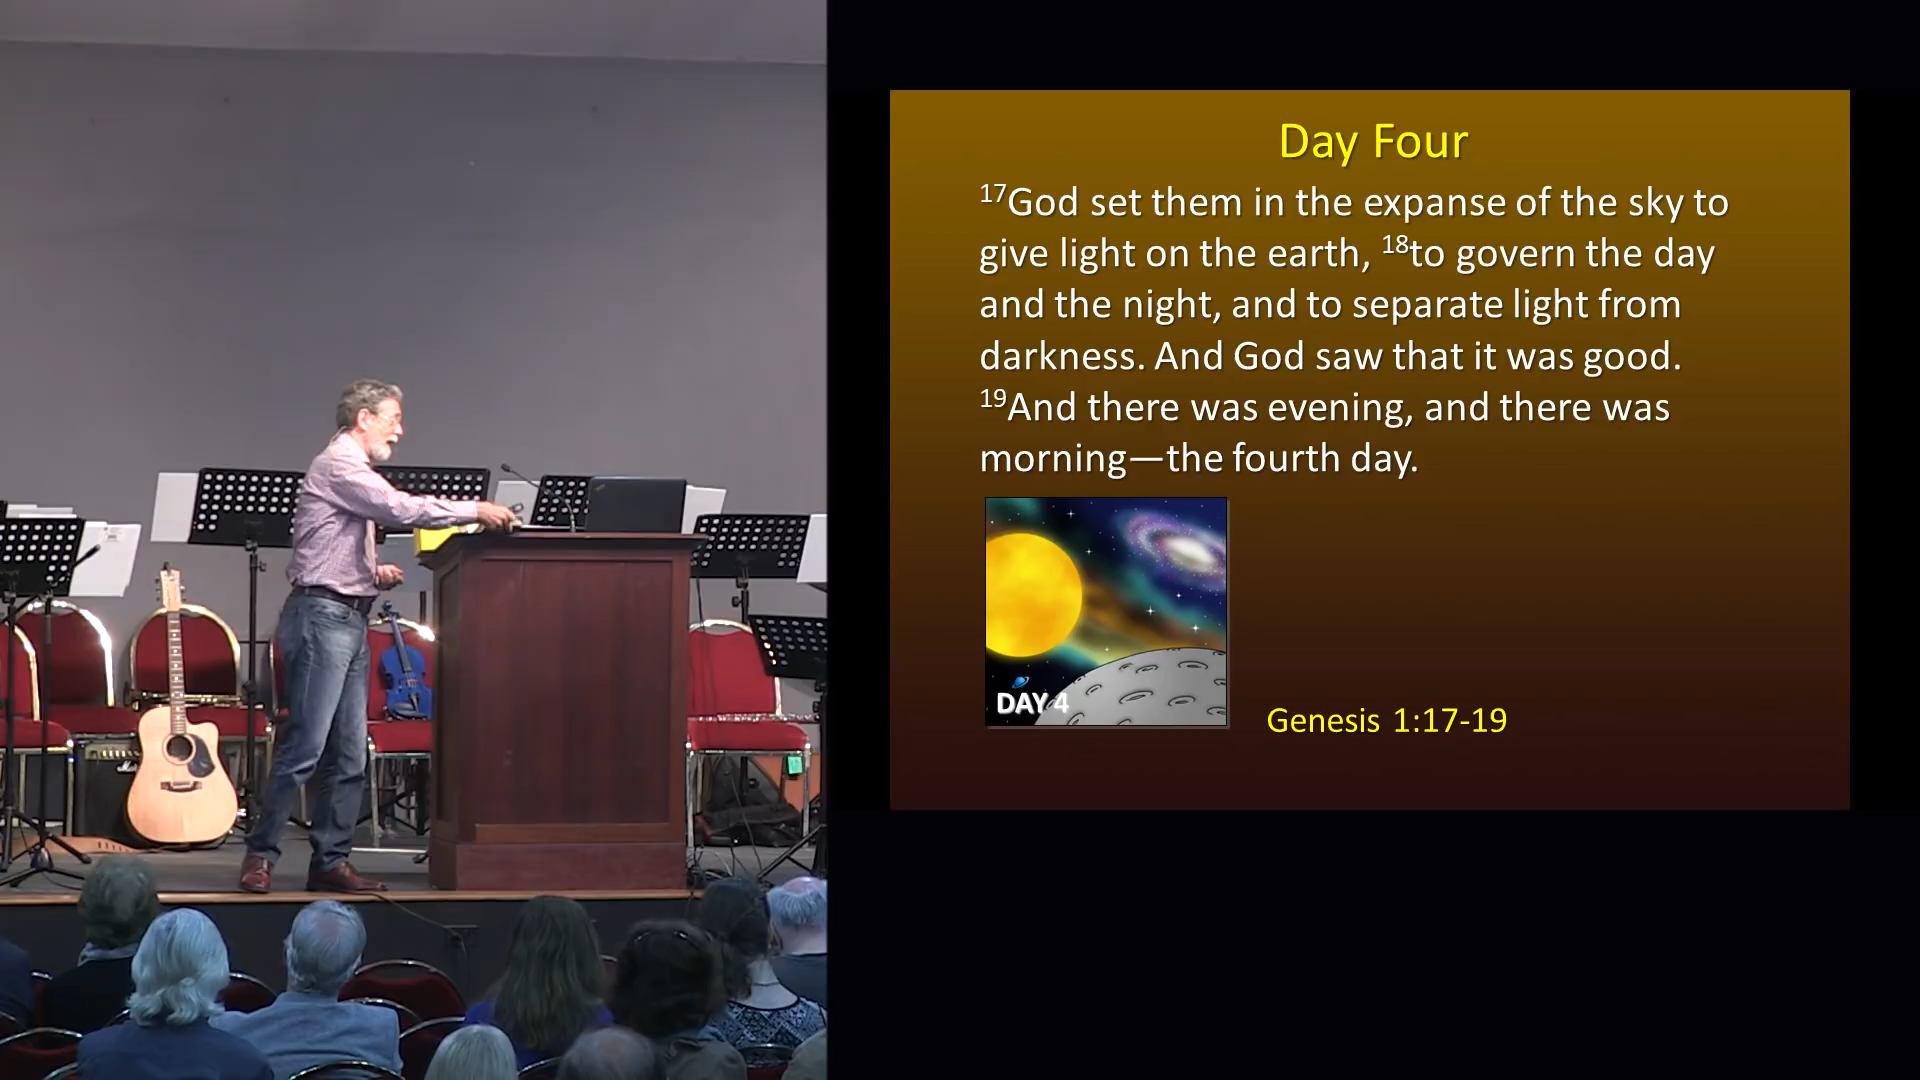 Day Four
17God set them in the expanse of the sky to
give light on the earth, 18to govern the day
and the night, and to separate light from
darkness. And God saw that it was good.
19And there was evening, and there was
morning—the fourth day.
DAY 4
Genesis 1:17-19